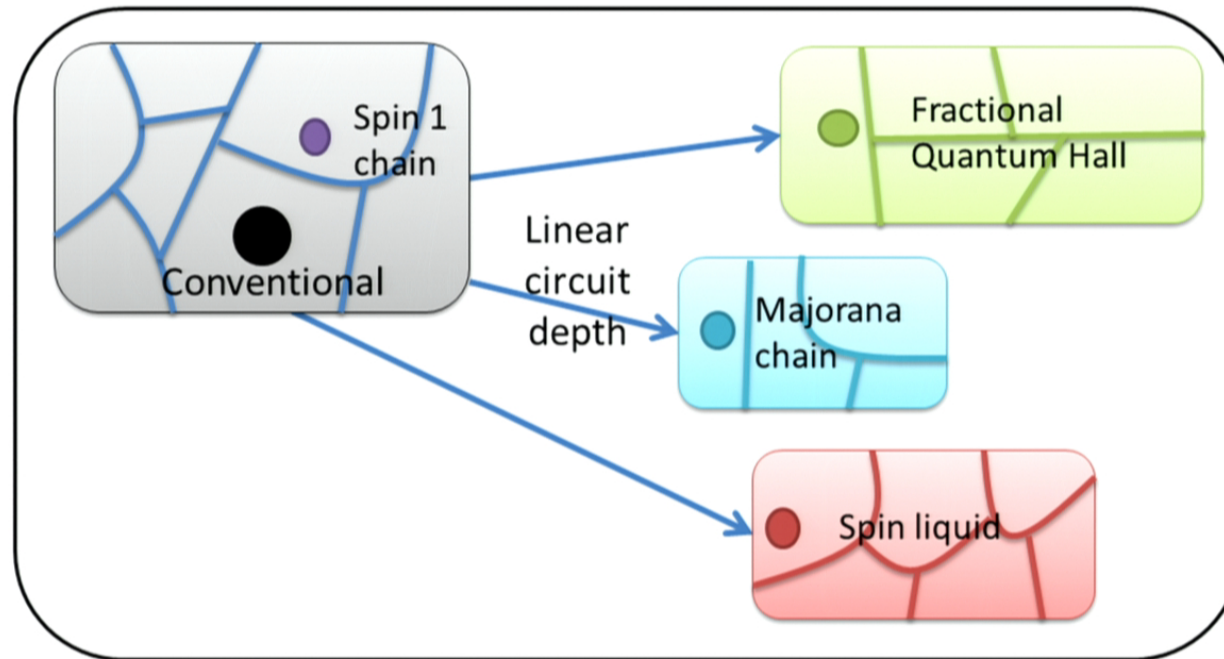 Spin 1
chain
Conventional
Linear
circuit
depth
Fractional
Quantum Hall
Majorana
chain
Spin liquid